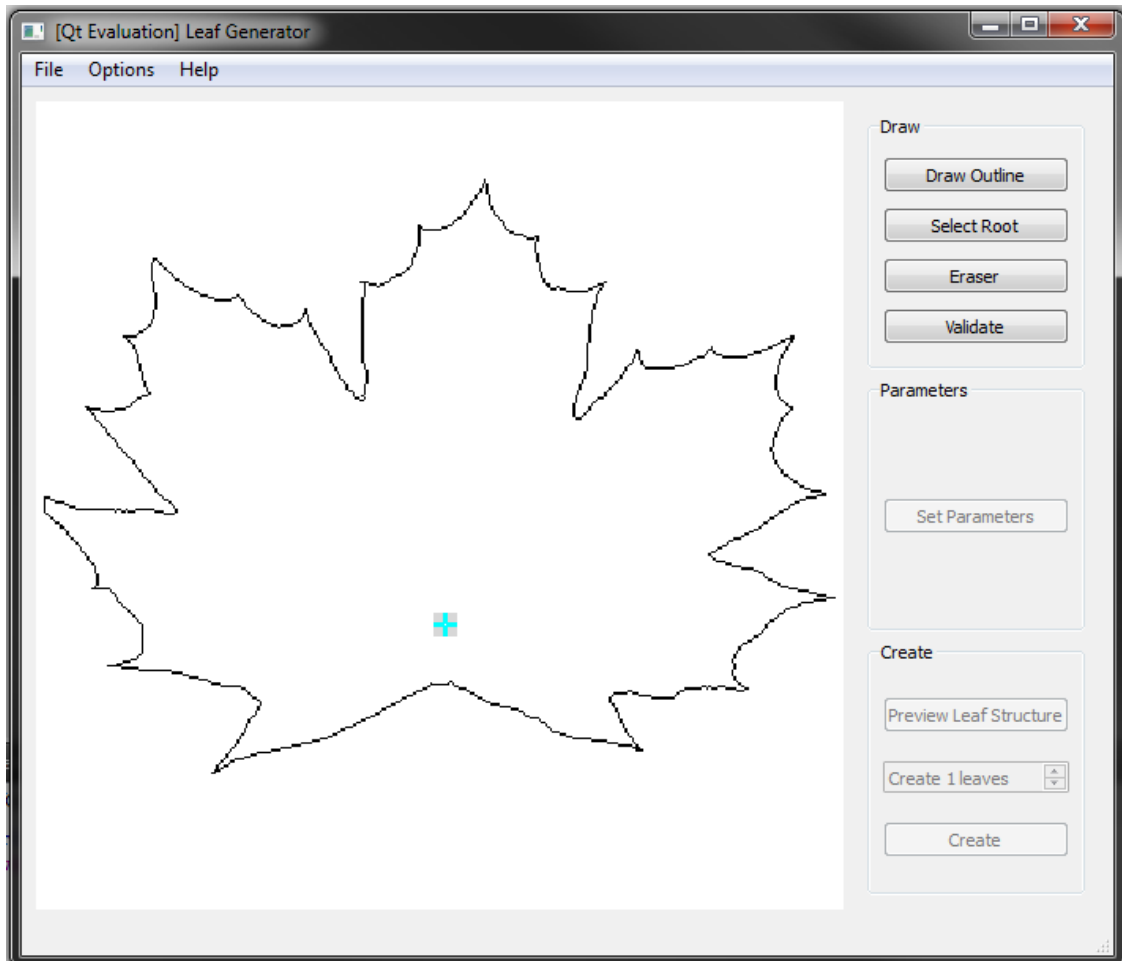 [Qt Evaluation] Leaf Generator
File Options Help
Draw
Draw Outline
Select Root
Eraser
Validate
Parameters
Set Parameters
Create
Preview Leaf Structure
Create 1 leaves
Create